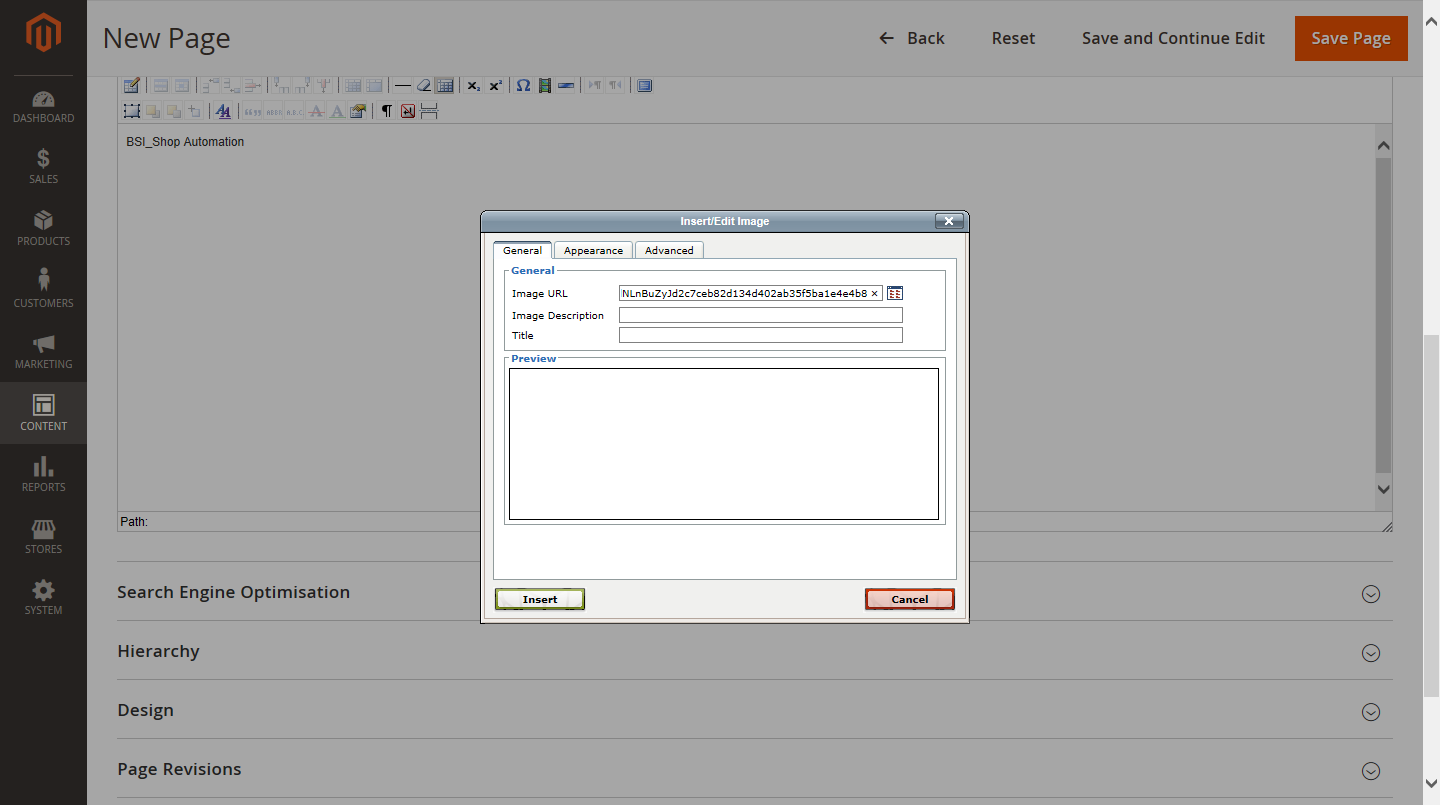 New Page
Back
Reset
Save and Continue Edit
Save Page
DASHBOARD
SALES
PRODUCTS
CUSTOMERS
MARKETING
CONTENT
REPORTS
STORES
SYSTEM
BSI_Shop Automation
Insert/Edit Image
General
Appearance
Advanced
General
Image URL
NLnBuZyJd2c7ceb82d134d402ab35f5ba1e4e4b8
Image Description
Title
Preview
Insert
Cancel
Path:
Search Engine Optimisation
Hierarchy
Design
Page Revisions